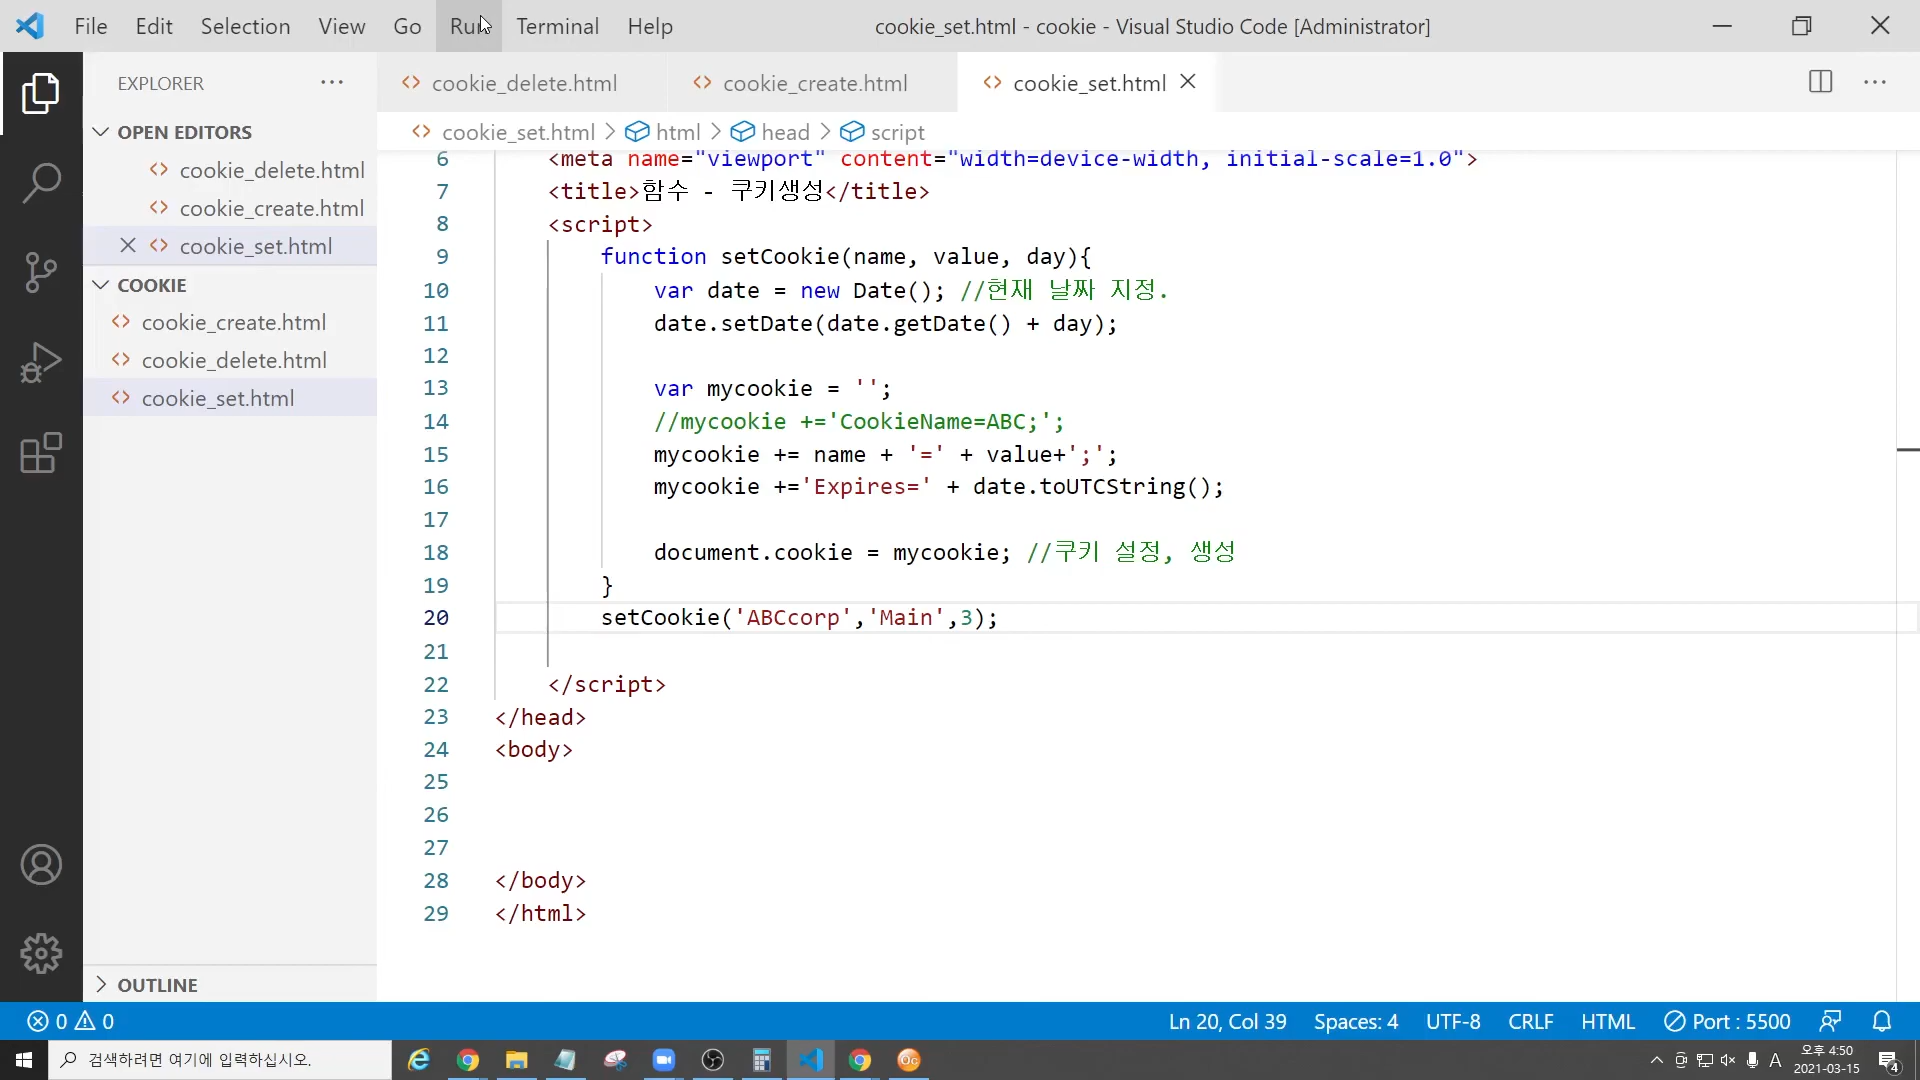 File Edit Selection View Go Run Terminal Help cookie_set.html - cookie - Visual Studio Code [Administrator]
EXPLORER
cookie_delete.html cookie_create.html cookie_set.html
OPEN EDITORS
cookie_delete.html
cookie_create.html
cookie_set.html
COOKIE
cookie_create.html
cookie_delete.html
cookie_set.html
OUTLINE
cookie_set.html > html > head > script
6 <meta name="viewport" content="width=device-width, initial-scale=1.0">
7 <title>함수 - 쿠키생성</title>
8 <script>
9 function setCookie(name, value, day){
10 var date = new Date(); //현재 날짜 지정.
11 date.setDate(date.getDate() + day);
12
13 var mycookie = '';
14 //mycookie +='CookieName=ABC;';
15 mycookie += name + '=' + value+';';
16 mycookie +='Expires=' + date.toUTCString();
17
18 document.cookie = mycookie; //쿠키 설정, 생성
19 }
20 setCookie('ABCcorp','Main',3);
21
22 </script>
23 </head>
24 <body>
25
26
27
28 </body>
29 </html>
0 0 Ln 20, Col 39 Spaces: 4 UTF-8 CRLF HTML Port : 5500
검색하려면 여기에 입력하십시오.
A 오후 4:50
2021-03-15
4